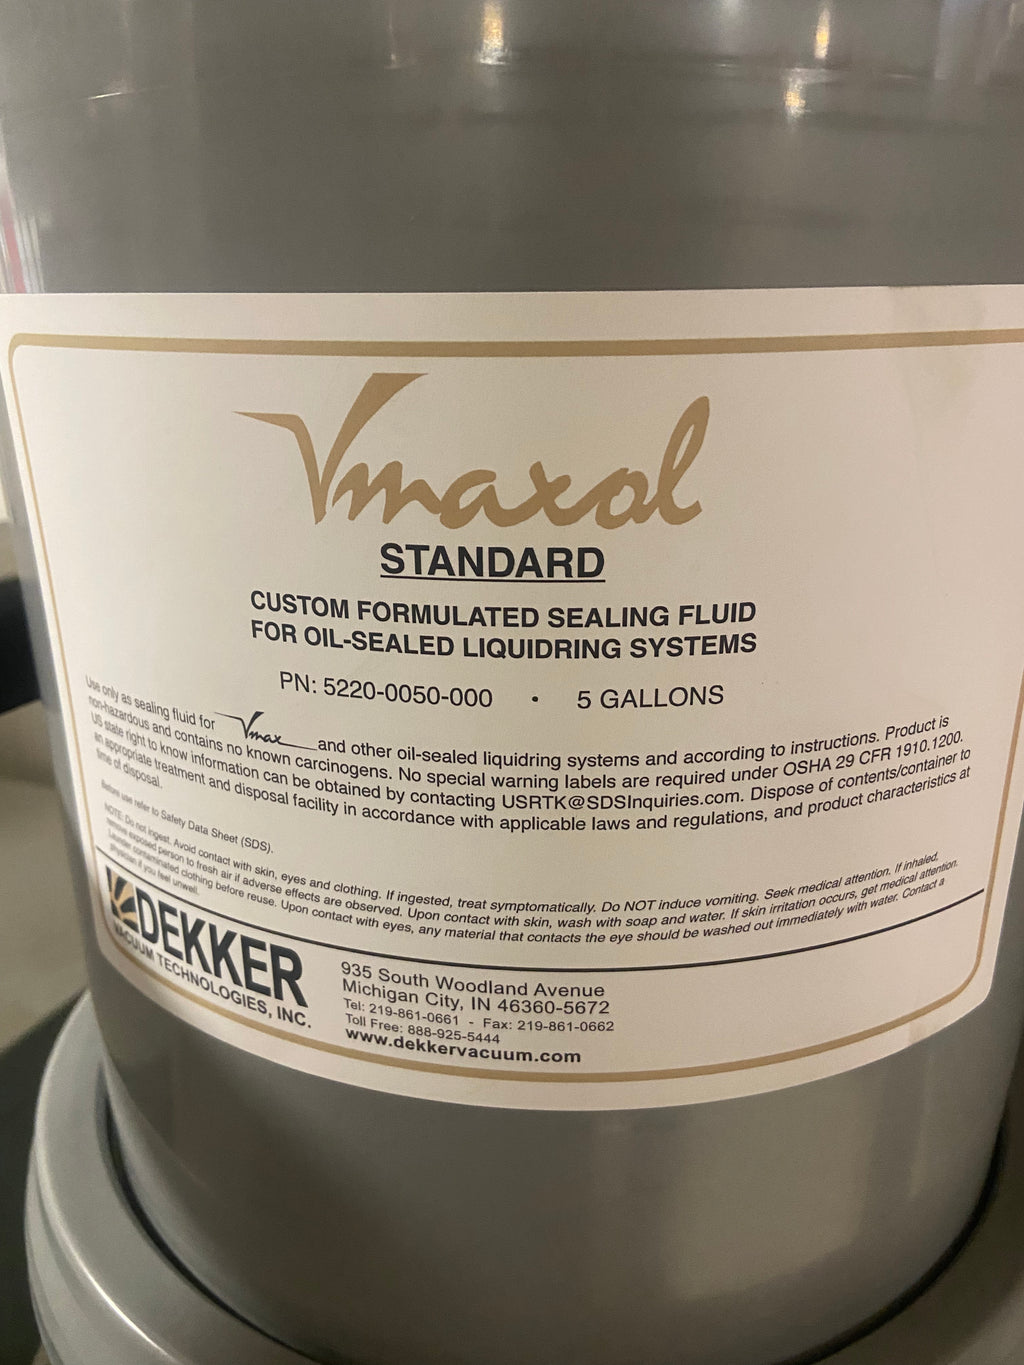 Vmaxol
STANDARD
CUSTOM FORMULATED SEALING FLUID
FOR OIL-SEALED LIQUIDRING SYSTEMS
PN: 5220-0050-000 • 5 GALLONS
Use only as sealing fluid for Vmax and other oil-sealed liquidring systems and according to instructions. Product is
non-hazardous and contains no known carcinogens. No special warning labels are required under OSHA 29 CFR 1910.1200.
US state right to know information can be obtained by contacting USRTK@SDSInquiries.com. Dispose of contents/container to
an appropriate treatment and disposal facility in accordance with applicable laws and regulations, and product characteristics at
time of disposal.
Before use refer to Safety Data Sheet (SDS).
NOTE: Do not ingest. Avoid contact with skin, eyes and clothing. If ingested, treat symptomatically. Do NOT induce vomiting. Seek medical attention. If inhaled,
remove exposed person to fresh air if adverse effects are observed. Upon contact with skin, wash with soap and water. If skin irritation occurs, get medical attention.
Launder contaminated clothing before reuse. Upon contact with eyes, any material that contacts the eye should be washed out immediately with water. Contact a
physician if you feel unwell.
DEKKER
VACUUM TECHNOLOGIES, INC.
935 South Woodland Avenue
Michigan City, IN 46360-5672
Tel: 219-861-0661 - Fax: 219-861-0662
Toll Free: 888-925-5444
www.dekkervacuum.com